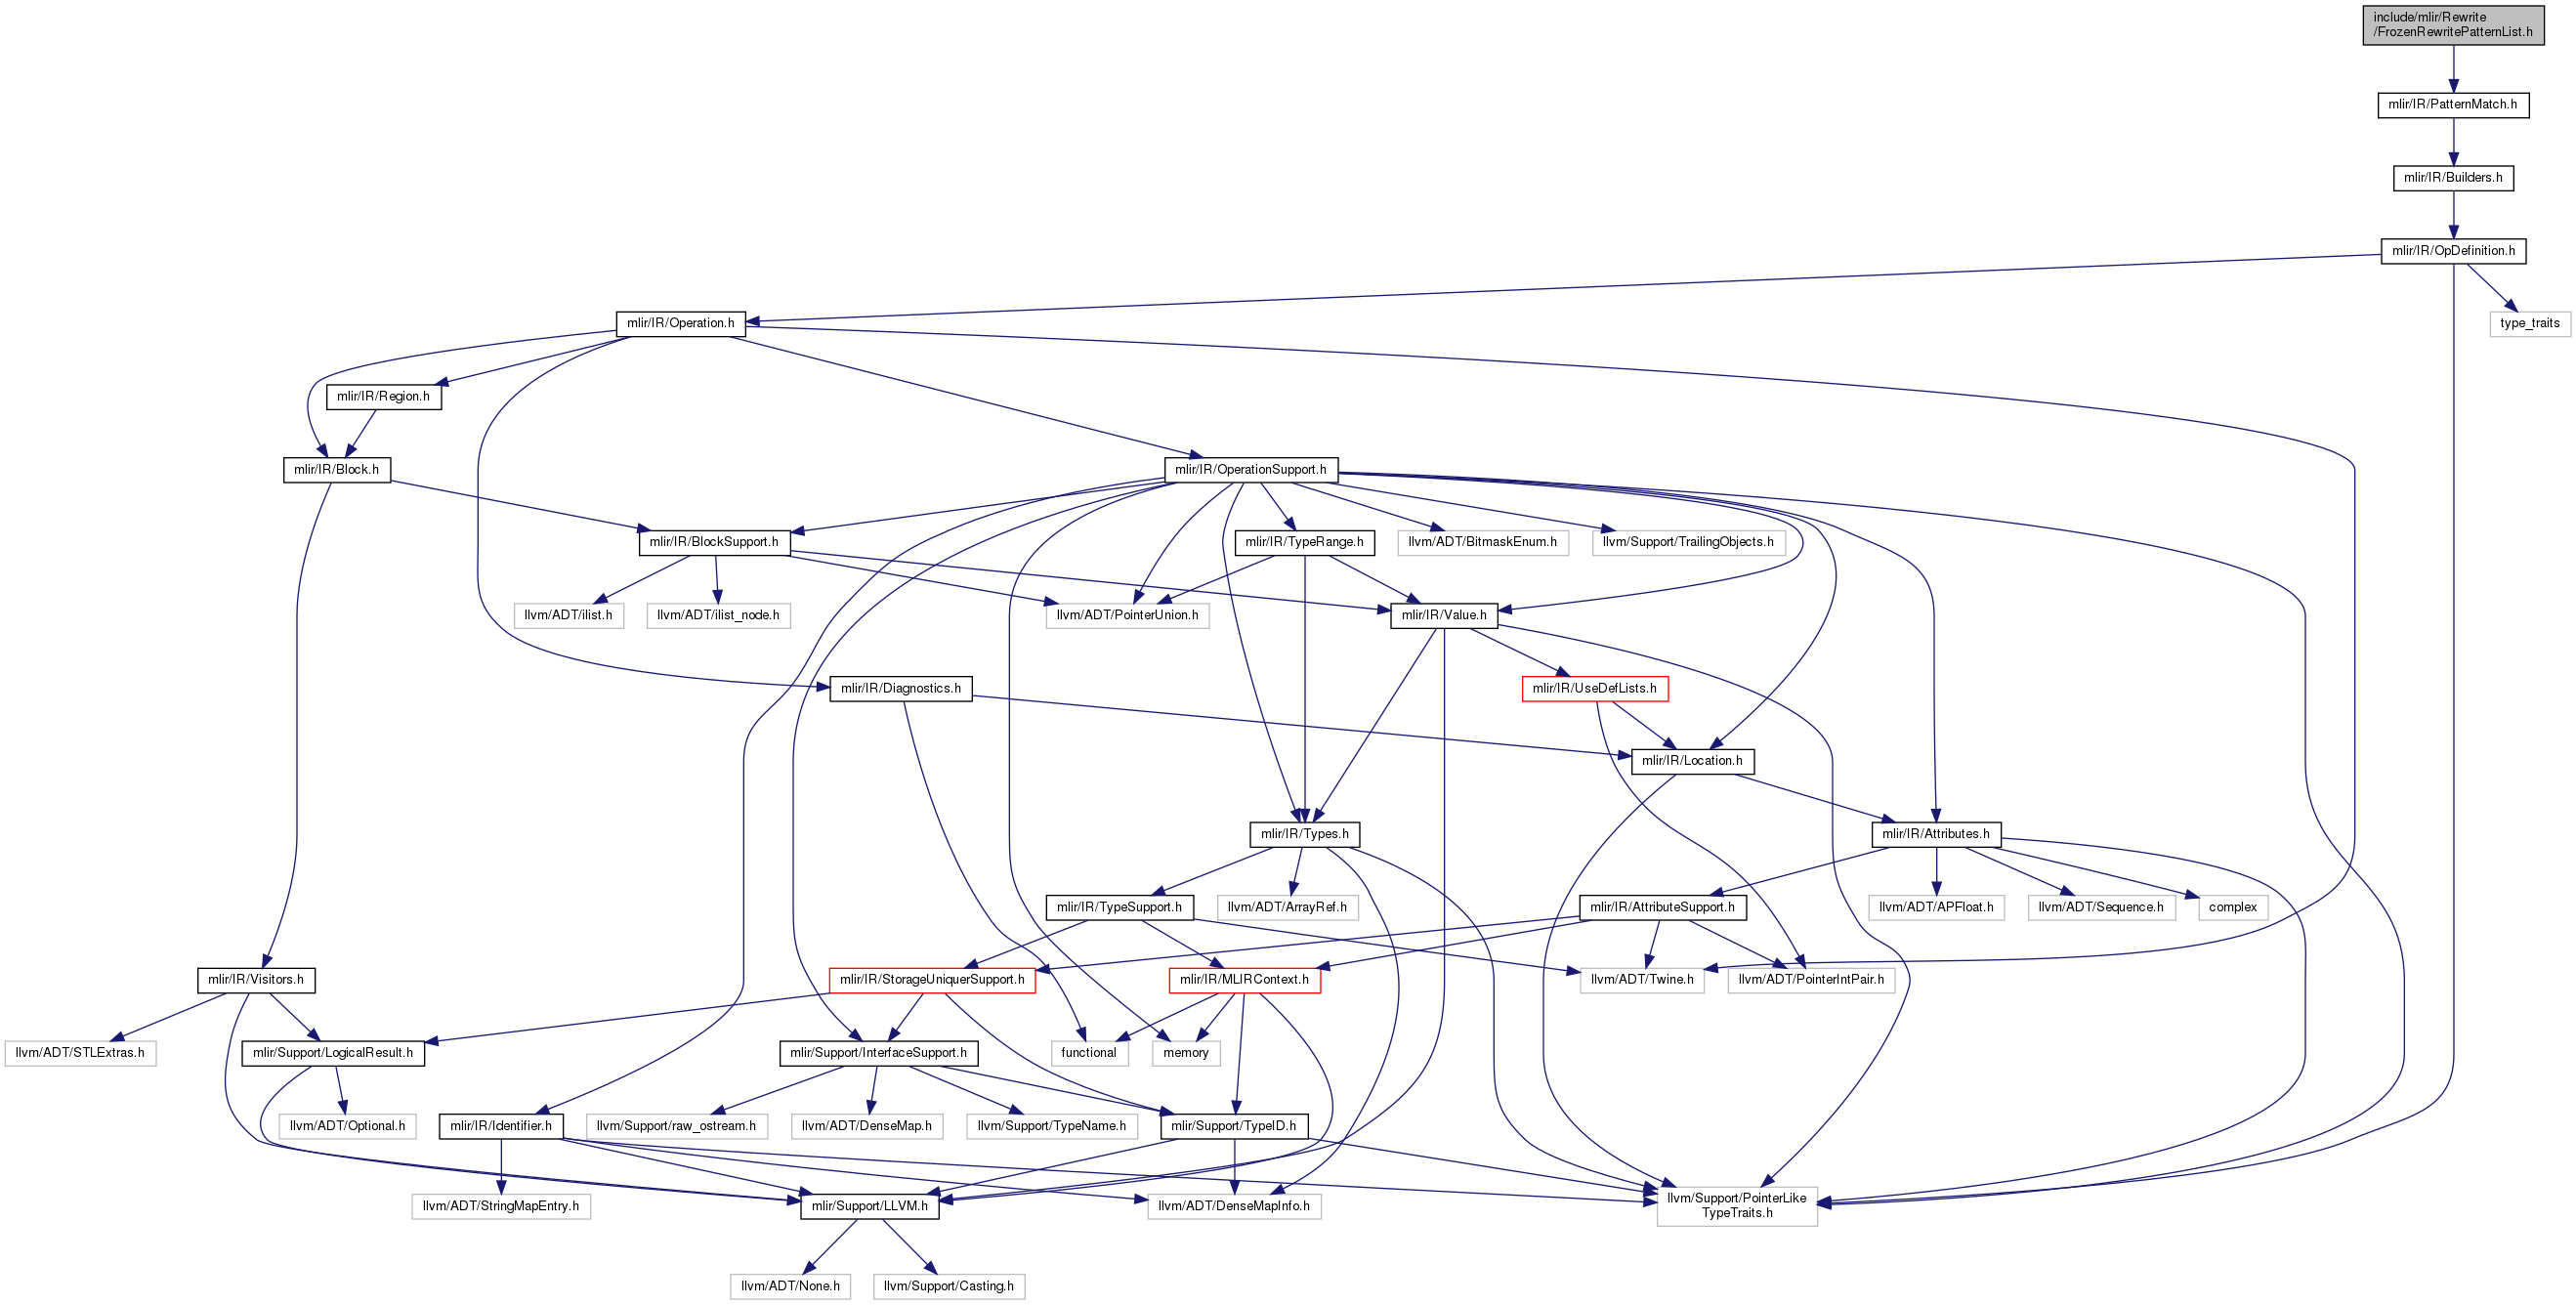 include/mlir/Rewrite
/FrozenRewritePatternList.h
mlir/IR/PatternMatch.h
mlir/IR/Builders.h
mlir/IR/OpDefinition.h
mlir/IR/Operation.h
type_traits
mlir/IR/Region.h
mlir/IR/Block.h
mlir/IR/OperationSupport.h
mlir/IR/BlockSupport.h
mlir/IR/TypeRange.h
llvm/ADT/BitmaskEnum.h
llvm/Support/TrailingObjects.h
llvm/ADT/ilist.h
llvm/ADT/ilist_node.h
llvm/ADT/PointerUnion.h
mlir/IR/Value.h
mlir/IR/Diagnostics.h
mlir/IR/UseDefLists.h
mlir/IR/Location.h
mlir/IR/Types.h
mlir/IR/Attributes.h
mlir/IR/TypeSupport.h
llvm/ADT/ArrayRef.h
mlir/IR/AttributeSupport.h
llvm/ADT/APFloat.h
llvm/ADT/Sequence.h
complex
mlir/IR/Visitors.h
mlir/IR/StorageUniquerSupport.h
mlir/IR/MLIRContext.h
llvm/ADT/Twine.h
llvm/ADT/PointerIntPair.h
llvm/ADT/STLExtras.h
mlir/Support/LogicalResult.h
mlir/Support/InterfaceSupport.h
functional
memory
llvm/ADT/Optional.h
mlir/IR/Identifier.h
llvm/Support/raw_ostream.h
llvm/ADT/DenseMap.h
llvm/Support/TypeName.h
mlir/Support/TypeID.h
llvm/ADT/StringMapEntry.h
mlir/Support/LLVM.h
llvm/ADT/DenseMapInfo.h
llvm/Support/PointerLike
TypeTraits.h
llvm/ADT/None.h
llvm/Support/Casting.h